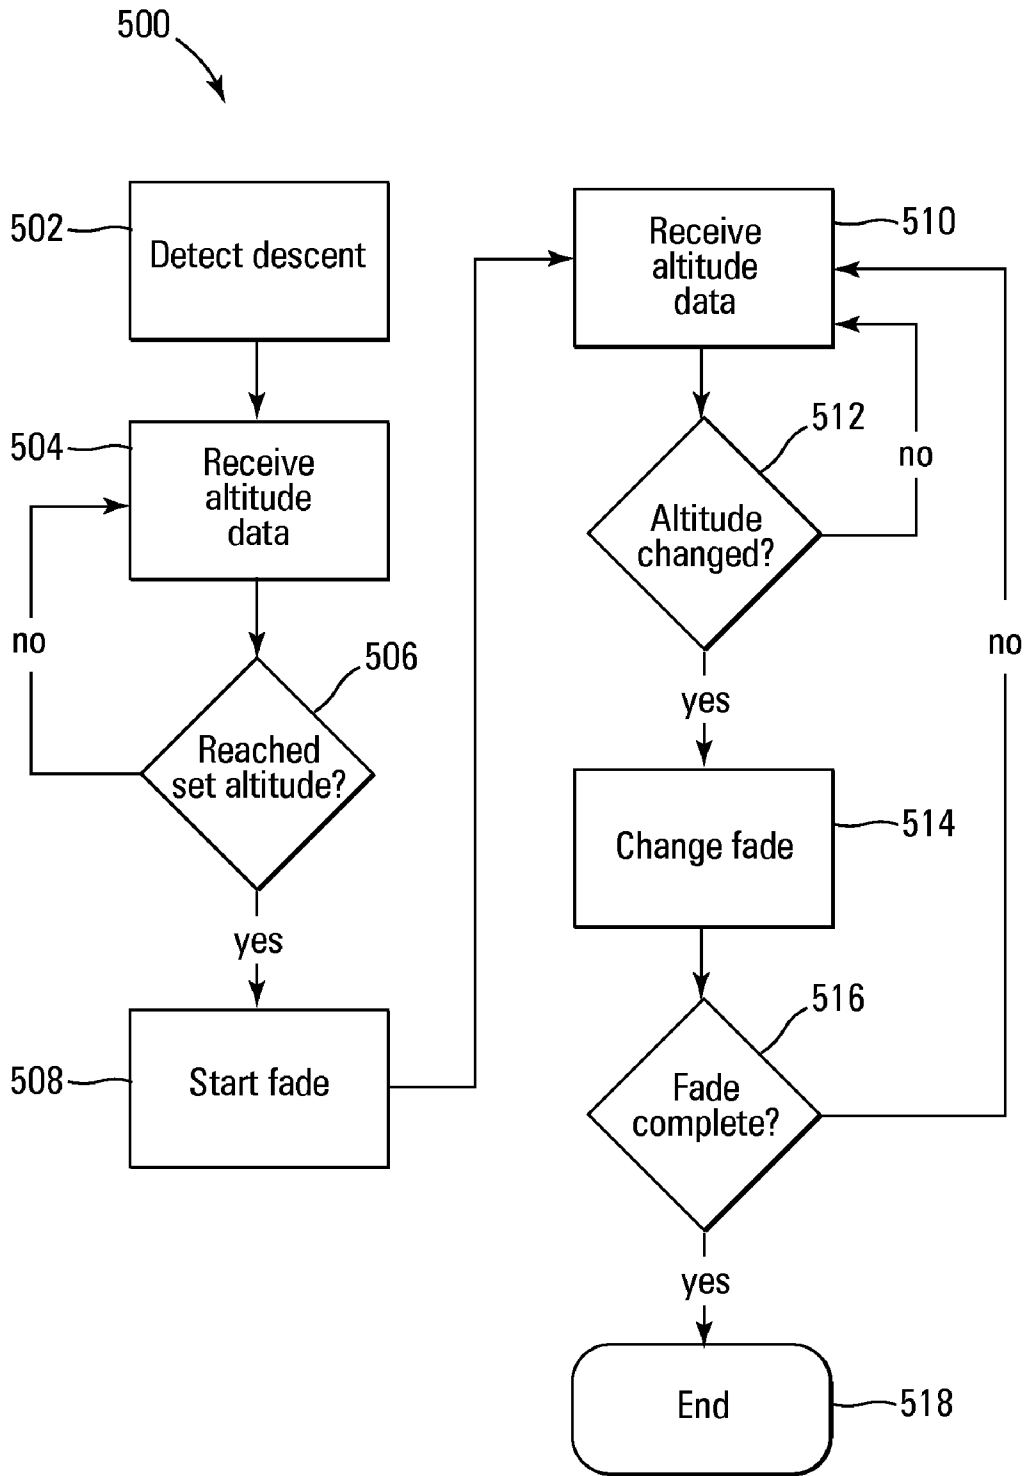 500
502
Detect descent
504
Receive
altitude
data
no
506
Reached
set altitude?
yes
508
Start fade
510
Receive
altitude
data
512
no
Altitude
changed?
no
yes
514
Change fade
516
Fade
complete?
yes
End
518